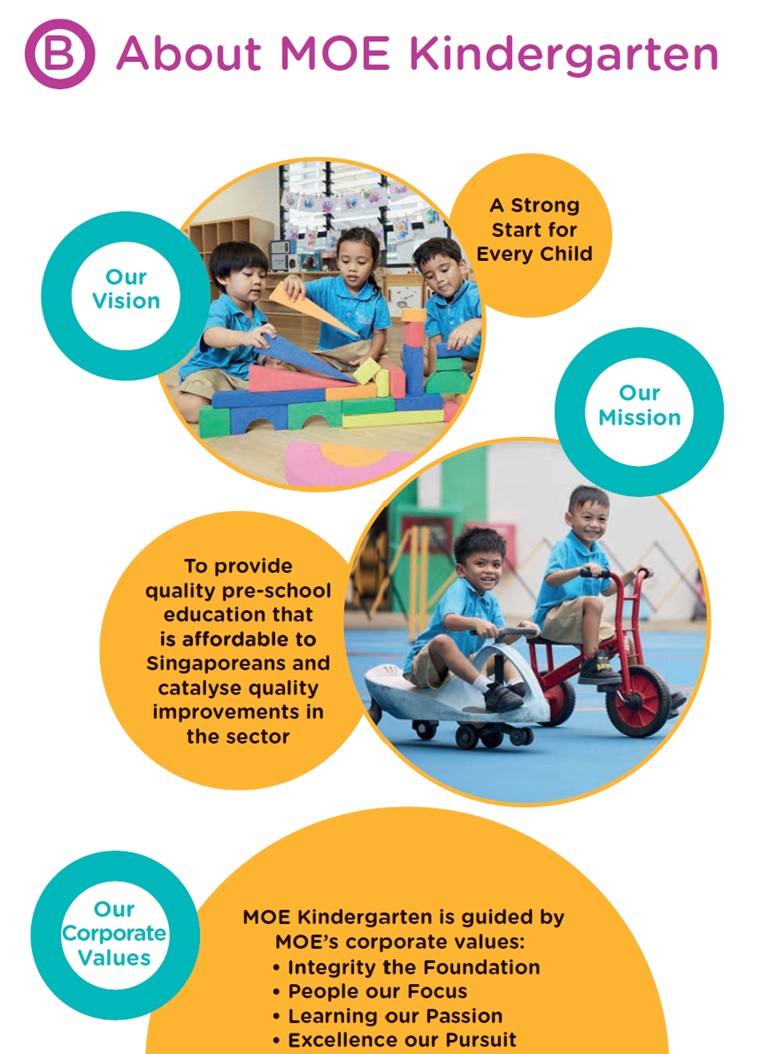 B About MOE Kindergarten
Our
Vision
A Strong
Start for
Every Child
Our
Mission
To provide
quality pre-school
education that
is affordable to
Singaporeans and
catalyse quality
improvements in
the sector
Our
Corporate
Values
MOE Kindergarten is guided by
MOE’s corporate values:
• Integrity the Foundation
• People our Focus
• Learning our Passion
• Excellence our Pursuit